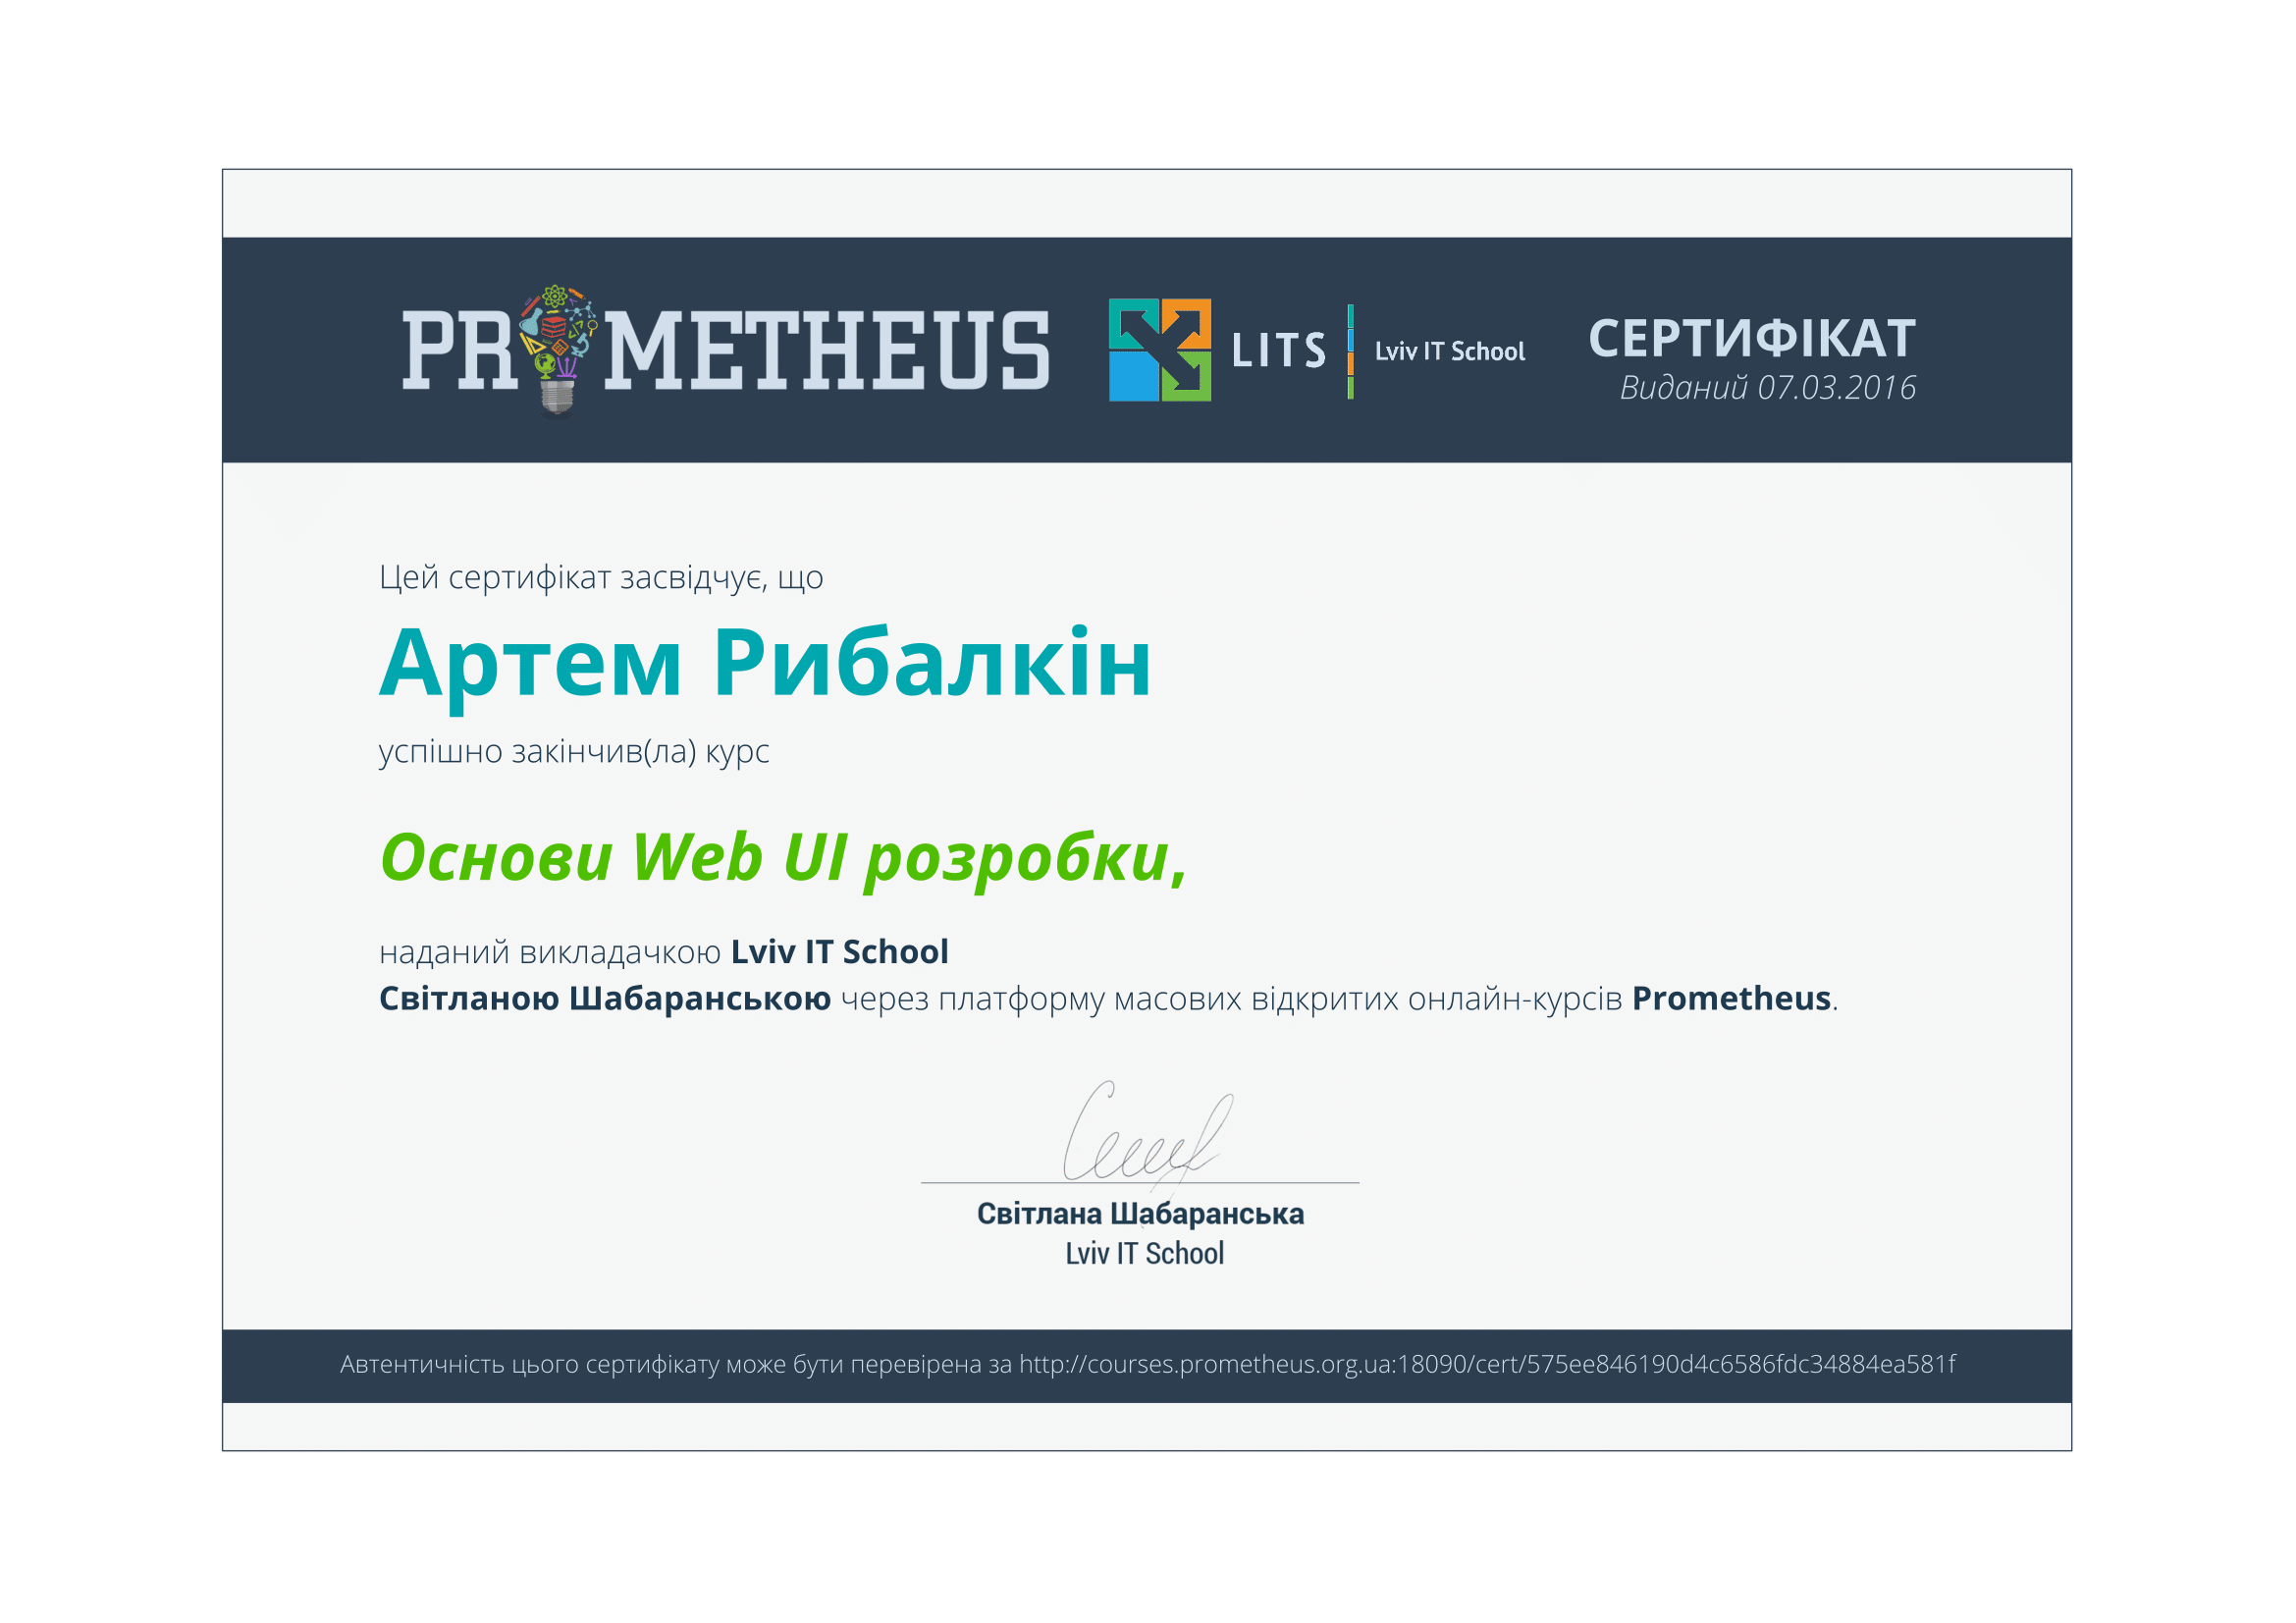 PROMETHEUS
LITS
Lviv IT School
СЕРТИФІКАТ
Виданий 07.03.2016
Цей сертифікат засвідчує, що
Артем Рибалкін
успішно закінчив(ла) курс
Основи Web UI розробки,
наданий викладачкою Lviv IT School
Світланою Шабаранською через платформу масових відкритих онлайн-курсів Prometheus.
Світлана Шабаранська
Lviv IT School
Автентичність цього сертифікату може бути перевірена за http://courses.prometheus.org.ua:18090/cert/575ee846190d4c6586fdc34884ea581f